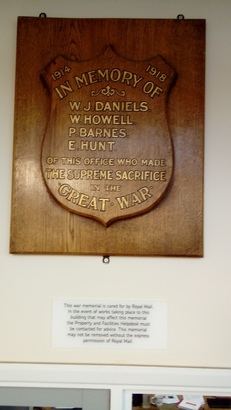 1914 1918
IN MEMORY OF
W.J. DANIELS
W. HOWELL
P. BARNES
E. HUNT
OF THIS OFFICE WHO MADE
THE SUPREME SACRIFICE
IN THE
GREAT WAR
This war memorial is cared for by Royal Mail
In the event of works taking place to this
building that may affect this memorial
the Property and Facilities Helpdesk must
be contacted for advice. This memorial
may not be removed without the express
permission of Royal Mail